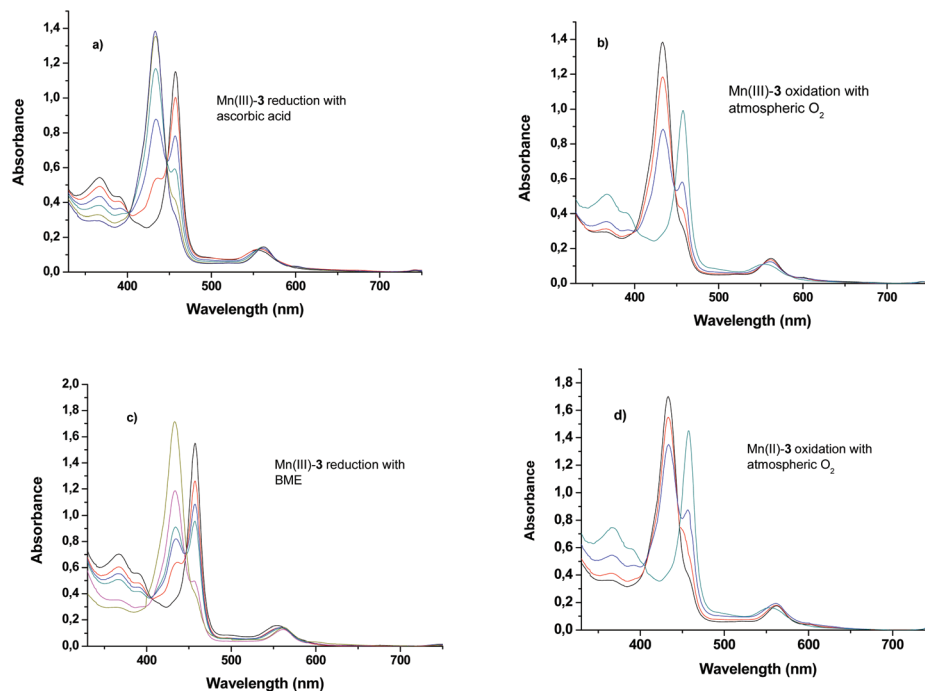 a)
Mn(III)-3 reduction with
ascorbic acid
Absorbance
1,4
1,2
1,0
0,8
0,6
0,4
0,2
0,0
400 500 600 700
Wavelength (nm)
b)
Mn(III)-3 oxidation with
atmospheric O₂
Absorbance
1,4
1,2
1,0
0,8
0,6
0,4
0,2
0,0
400 500 600 700
Wavelength (nm)
c)
Mn(III)-3 reduction with
BME
Absorbance
2,0
1,8
1,6
1,4
1,2
1,0
0,8
0,6
0,4
0,2
0,0
400 500 600 700
Wavelength (nm)
d)
Mn(II)-3 oxidation with
atmospheric O₂
Absorbance
1,8
1,6
1,4
1,2
1,0
0,8
0,6
0,4
0,2
0,0
400 500 600 700
Wavelength (nm)